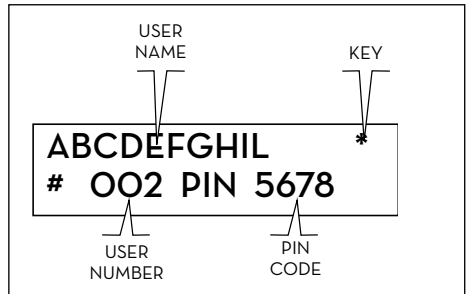 USER
NAME
KEY
ABCDEFGHIL *
# 002 PIN 5678
USER
NUMBER
PIN
CODE